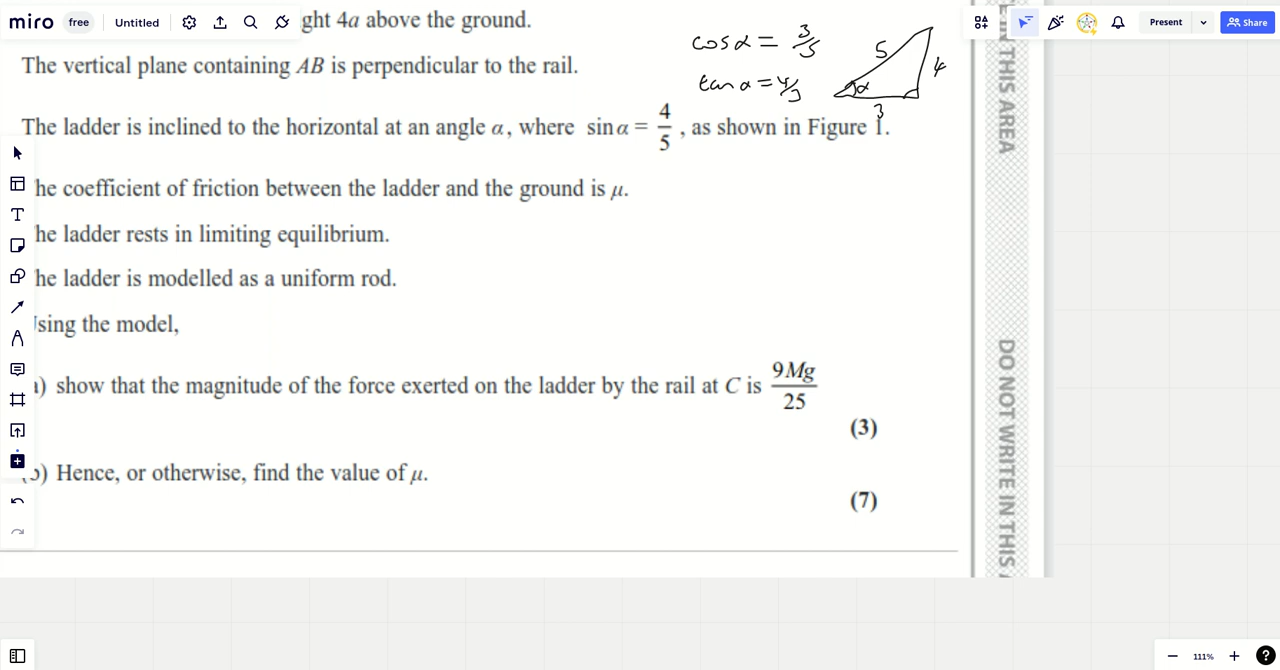 miro free Untitled Present Share
ght 4a above the ground.
cos α = 3/5
5
4
The vertical plane containing AB is perpendicular to the rail.
tan α = 4/3
α
3
The ladder is inclined to the horizontal at an angle α, where sin α = 4/5, as shown in Figure 1.
he coefficient of friction between the ladder and the ground is μ.
he ladder rests in limiting equilibrium.
he ladder is modelled as a uniform rod.
sing the model,
a) show that the magnitude of the force exerted on the ladder by the rail at C is 9Mg/25
(3)
b) Hence, or otherwise, find the value of μ.
(7)
IN THIS AREA
DO NOT WRITE IN THIS A
111%